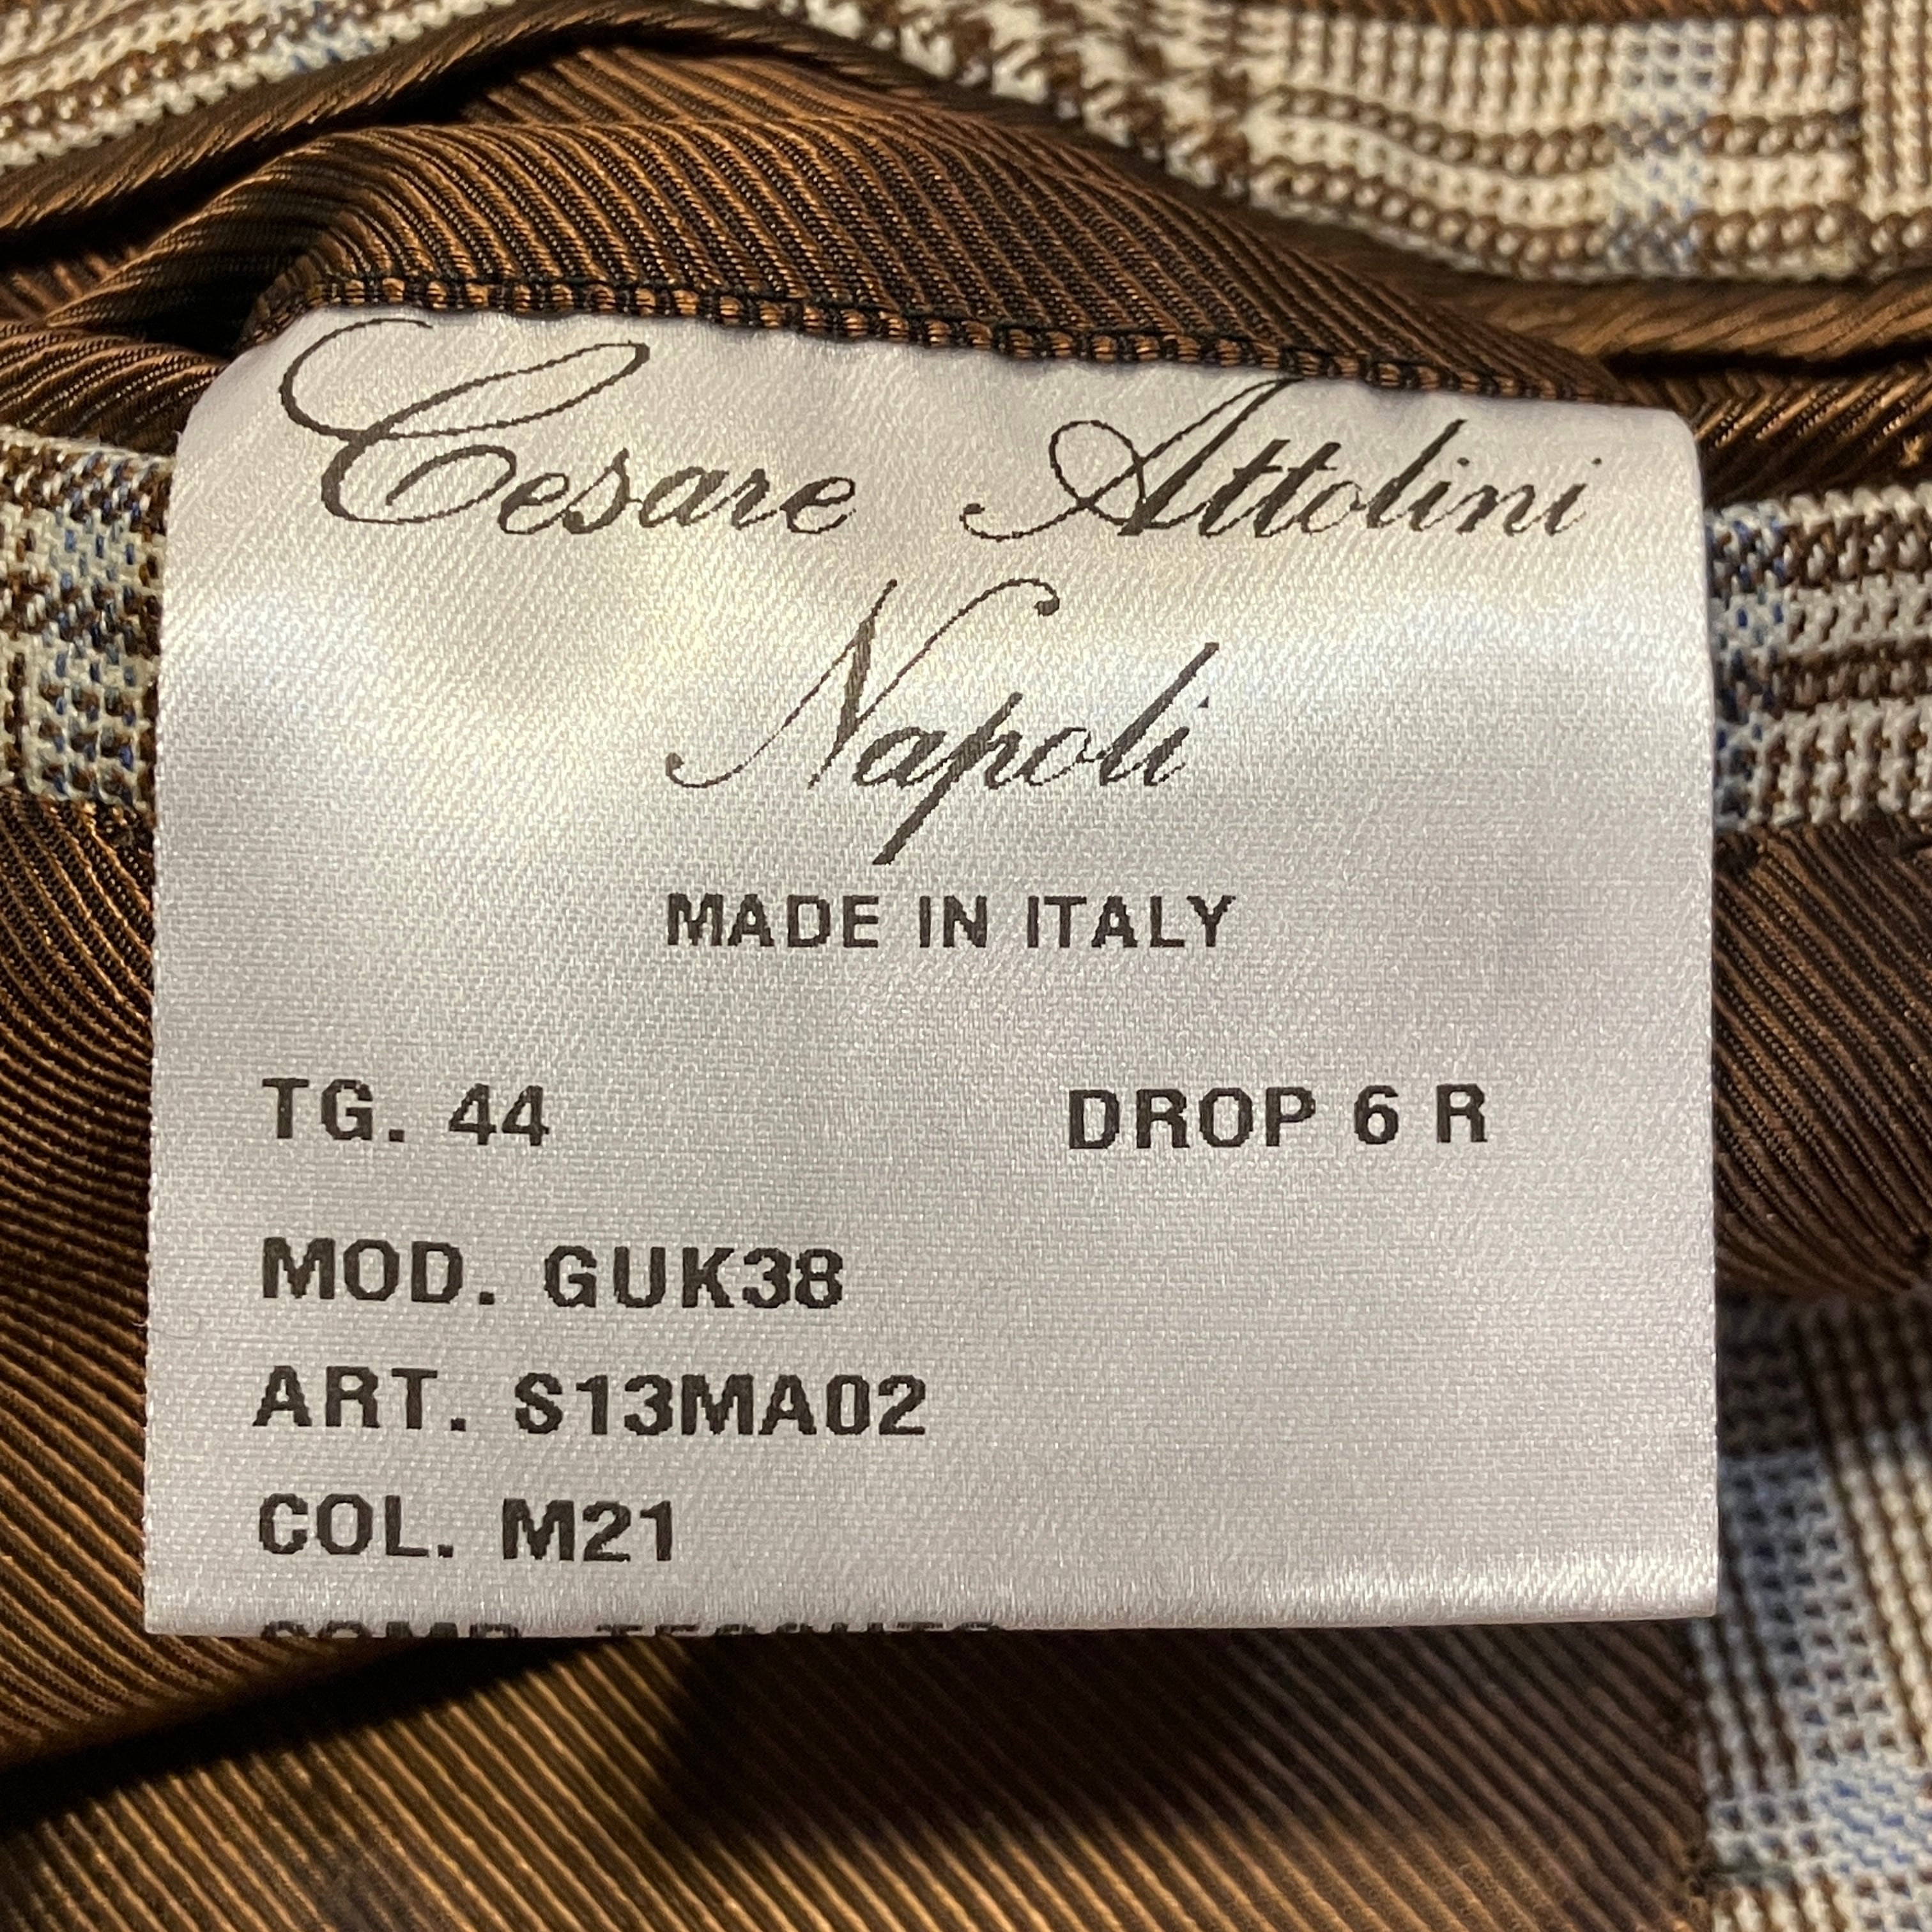 Cesare Attolini
Napoli
MADE IN ITALY
TG. 44 DROP 6 R
MOD. GUK38
ART. S13MA02
COL. M21